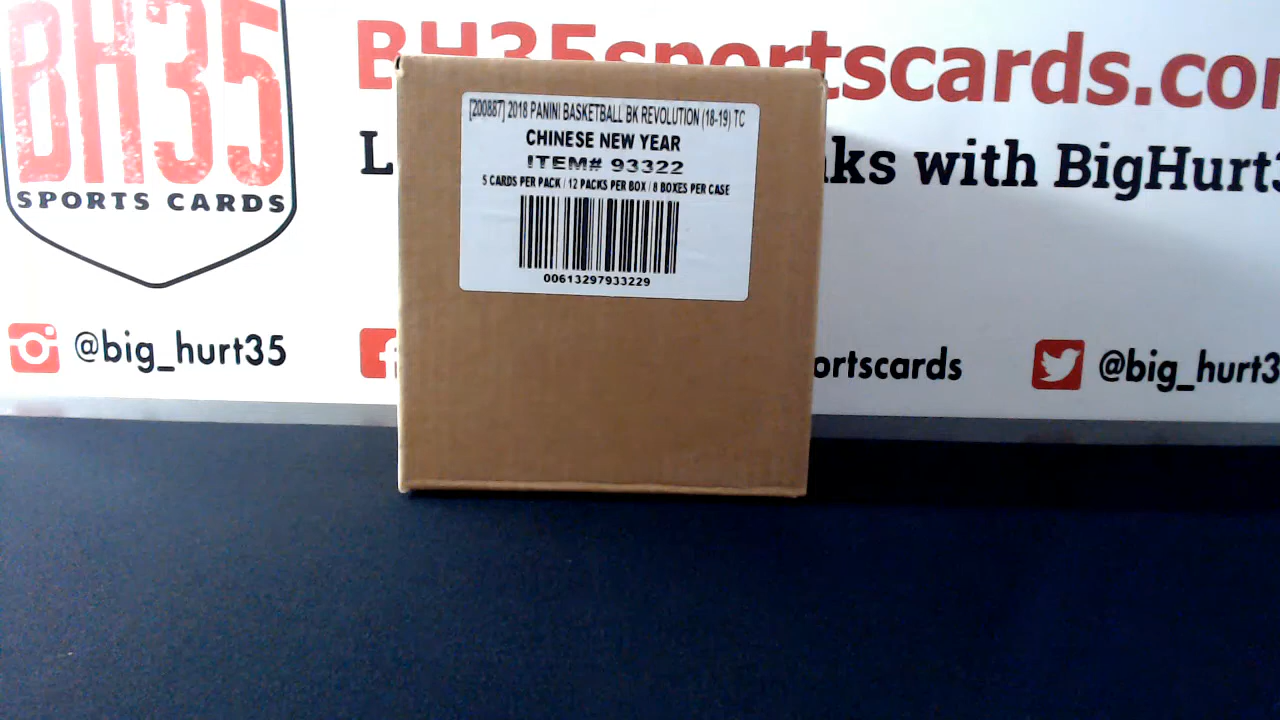 BH35
SPORTS CARDS
BH35sportscards.co
L
ks with BigHurt3
[200887] 2018 PANINI BASKETBALL BK REVOLUTION (18-19) TC
CHINESE NEW YEAR
ITEM# 93322
5 CARDS PER PACK / 12 PACKS PER BOX / 8 BOXES PER CASE
00613297933229
@big_hurt35
ortscards
@big_hurt3